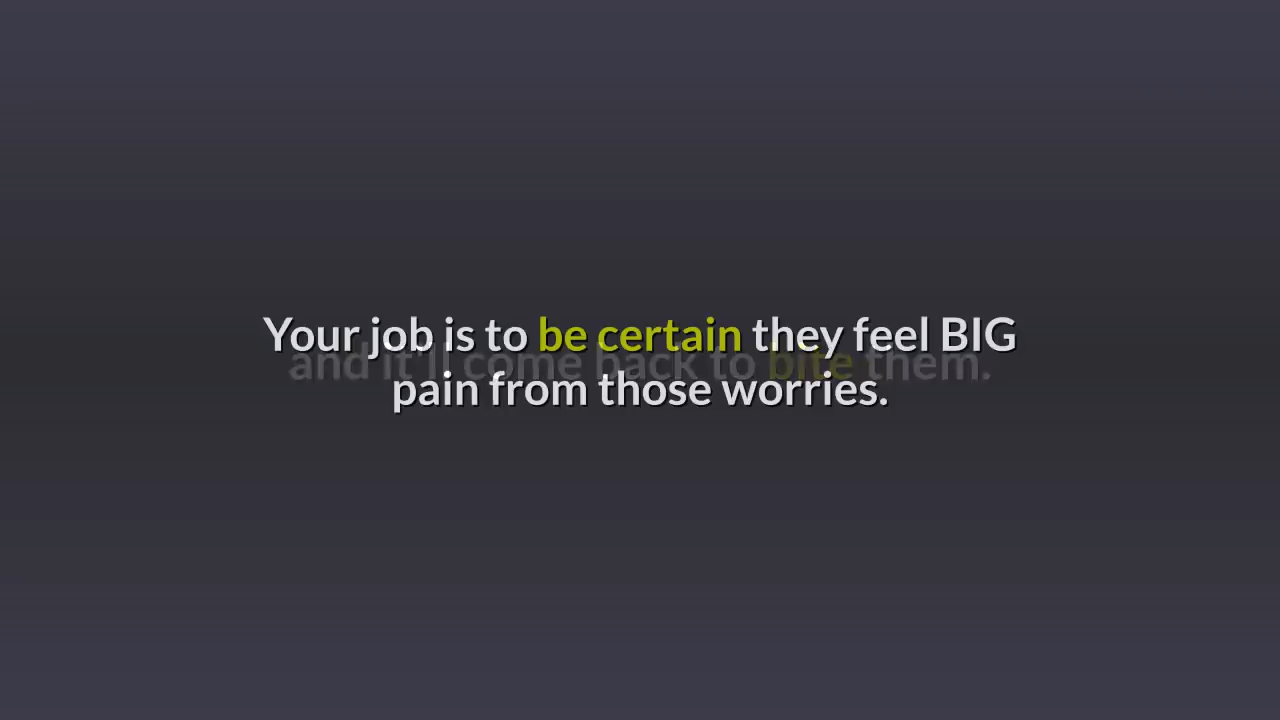 Your job is to be certain they feel BIG
and it'll come back to bite them.
pain from those worries.